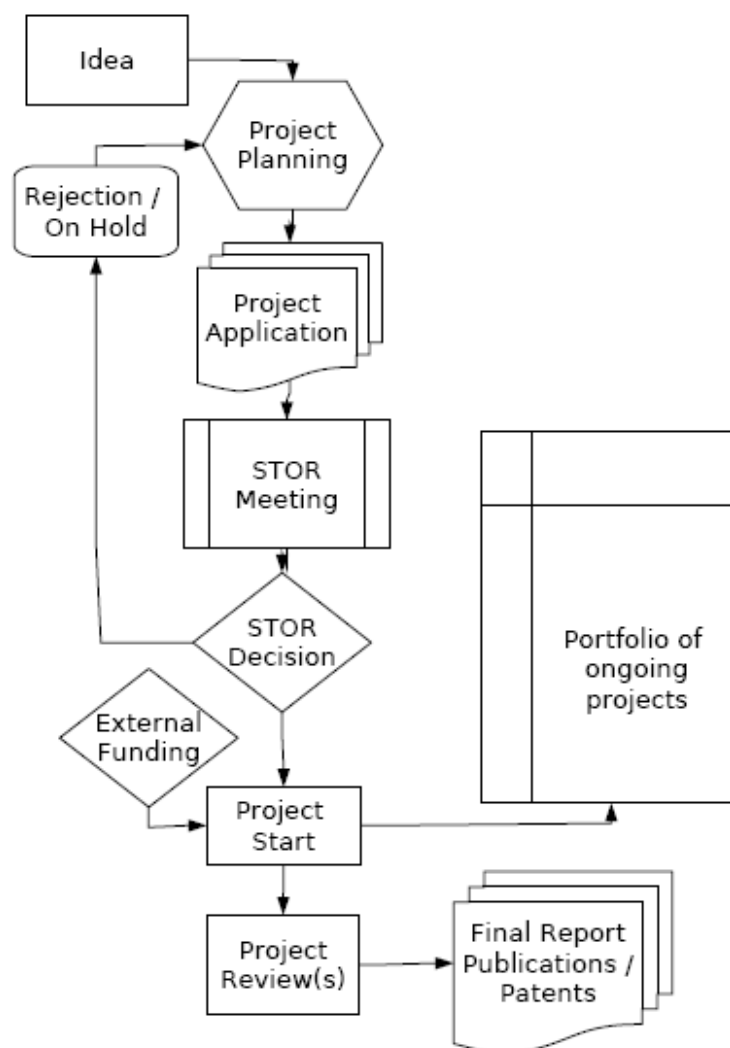 Idea
Project
Planning
Rejection /
On Hold
Project
Application
STOR
Meeting
STOR
Decision
Portfolio of
ongoing
projects
External
Funding
Project
Start
Project
Review(s)
Final Report
Publications /
Patents